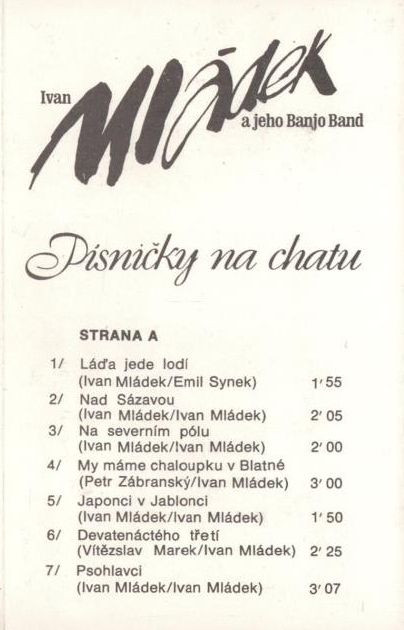 Ivan
Mládek
a jeho Banjo Band
Písničky na chatu
STRANA A
1/ Láďa jede lodí
(Ivan Mládek/Emil Synek) 1'55
2/ Nad Sázavou
(Ivan Mládek/Ivan Mládek) 2'05
3/ Na severním pólu
(Ivan Mládek/Ivan Mládek) 2'00
4/ My máme chaloupku v Blatné
(Petr Zábranský/Ivan Mládek) 3'00
5/ Japonci v Jablonci
(Ivan Mládek/Ivan Mládek) 1'50
6/ Devatenáctého třetí
(Vítězslav Marek/Ivan Mládek) 2'25
7/ Psohlavci
(Ivan Mládek/Ivan Mládek) 3'07